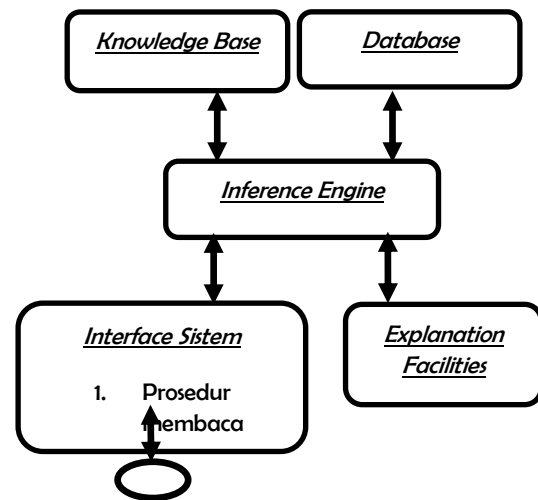 Knowledge Base
Database
Inference Engine
Interface Sistem
Explanation
Facilities
1. Prosedur
membaca